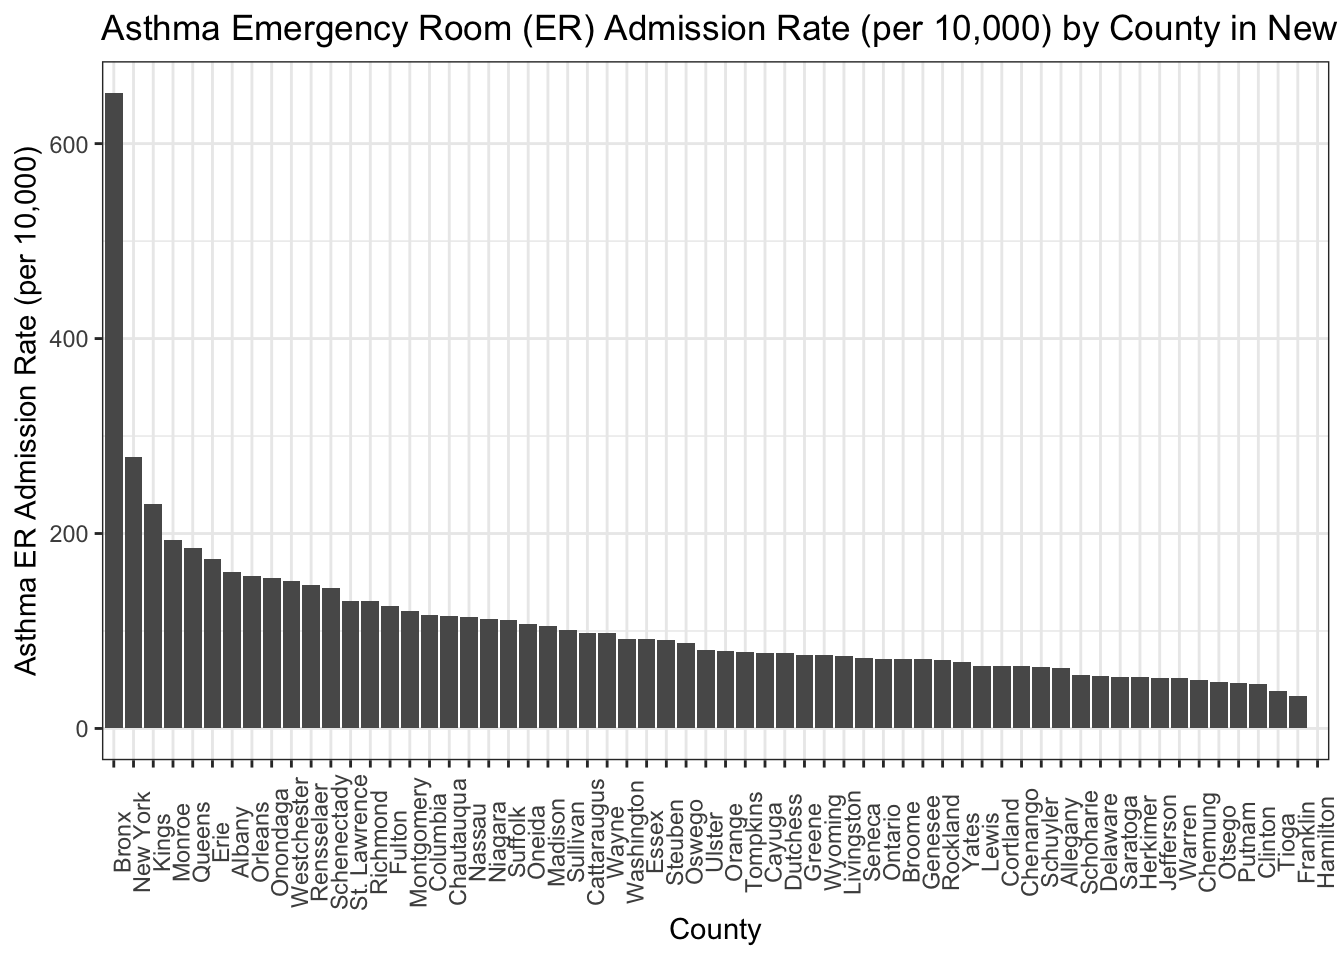 Asthma Emergency Room (ER) Admission Rate (per 10,000) by County in New
Asthma ER Admission Rate (per 10,000)
600
400
200
0
Bronx
New York
Kings
Monroe
Queens
Erie
Albany
Orleans
Onondaga
Westchester
Rensselaer
Schenectady
St. Lawrence
Richmond
Fulton
Montgomery
Columbia
Chautauqua
Nassau
Niagara
Suffolk
Oneida
Madison
Sullivan
Cattaraugus
Wayne
Washington
Essex
Steuben
Oswego
Ulster
Orange
Tompkins
Cayuga
Dutchess
Greene
Wyoming
Livingston
Seneca
Ontario
Broome
Genesee
Rockland
Yates
Lewis
Cortland
Chenango
Schuyler
Allegany
Schoharie
Delaware
Saratoga
Herkimer
Jefferson
Warren
Chemung
Otsego
Putnam
Clinton
Tioga
Franklin
Hamilton
County